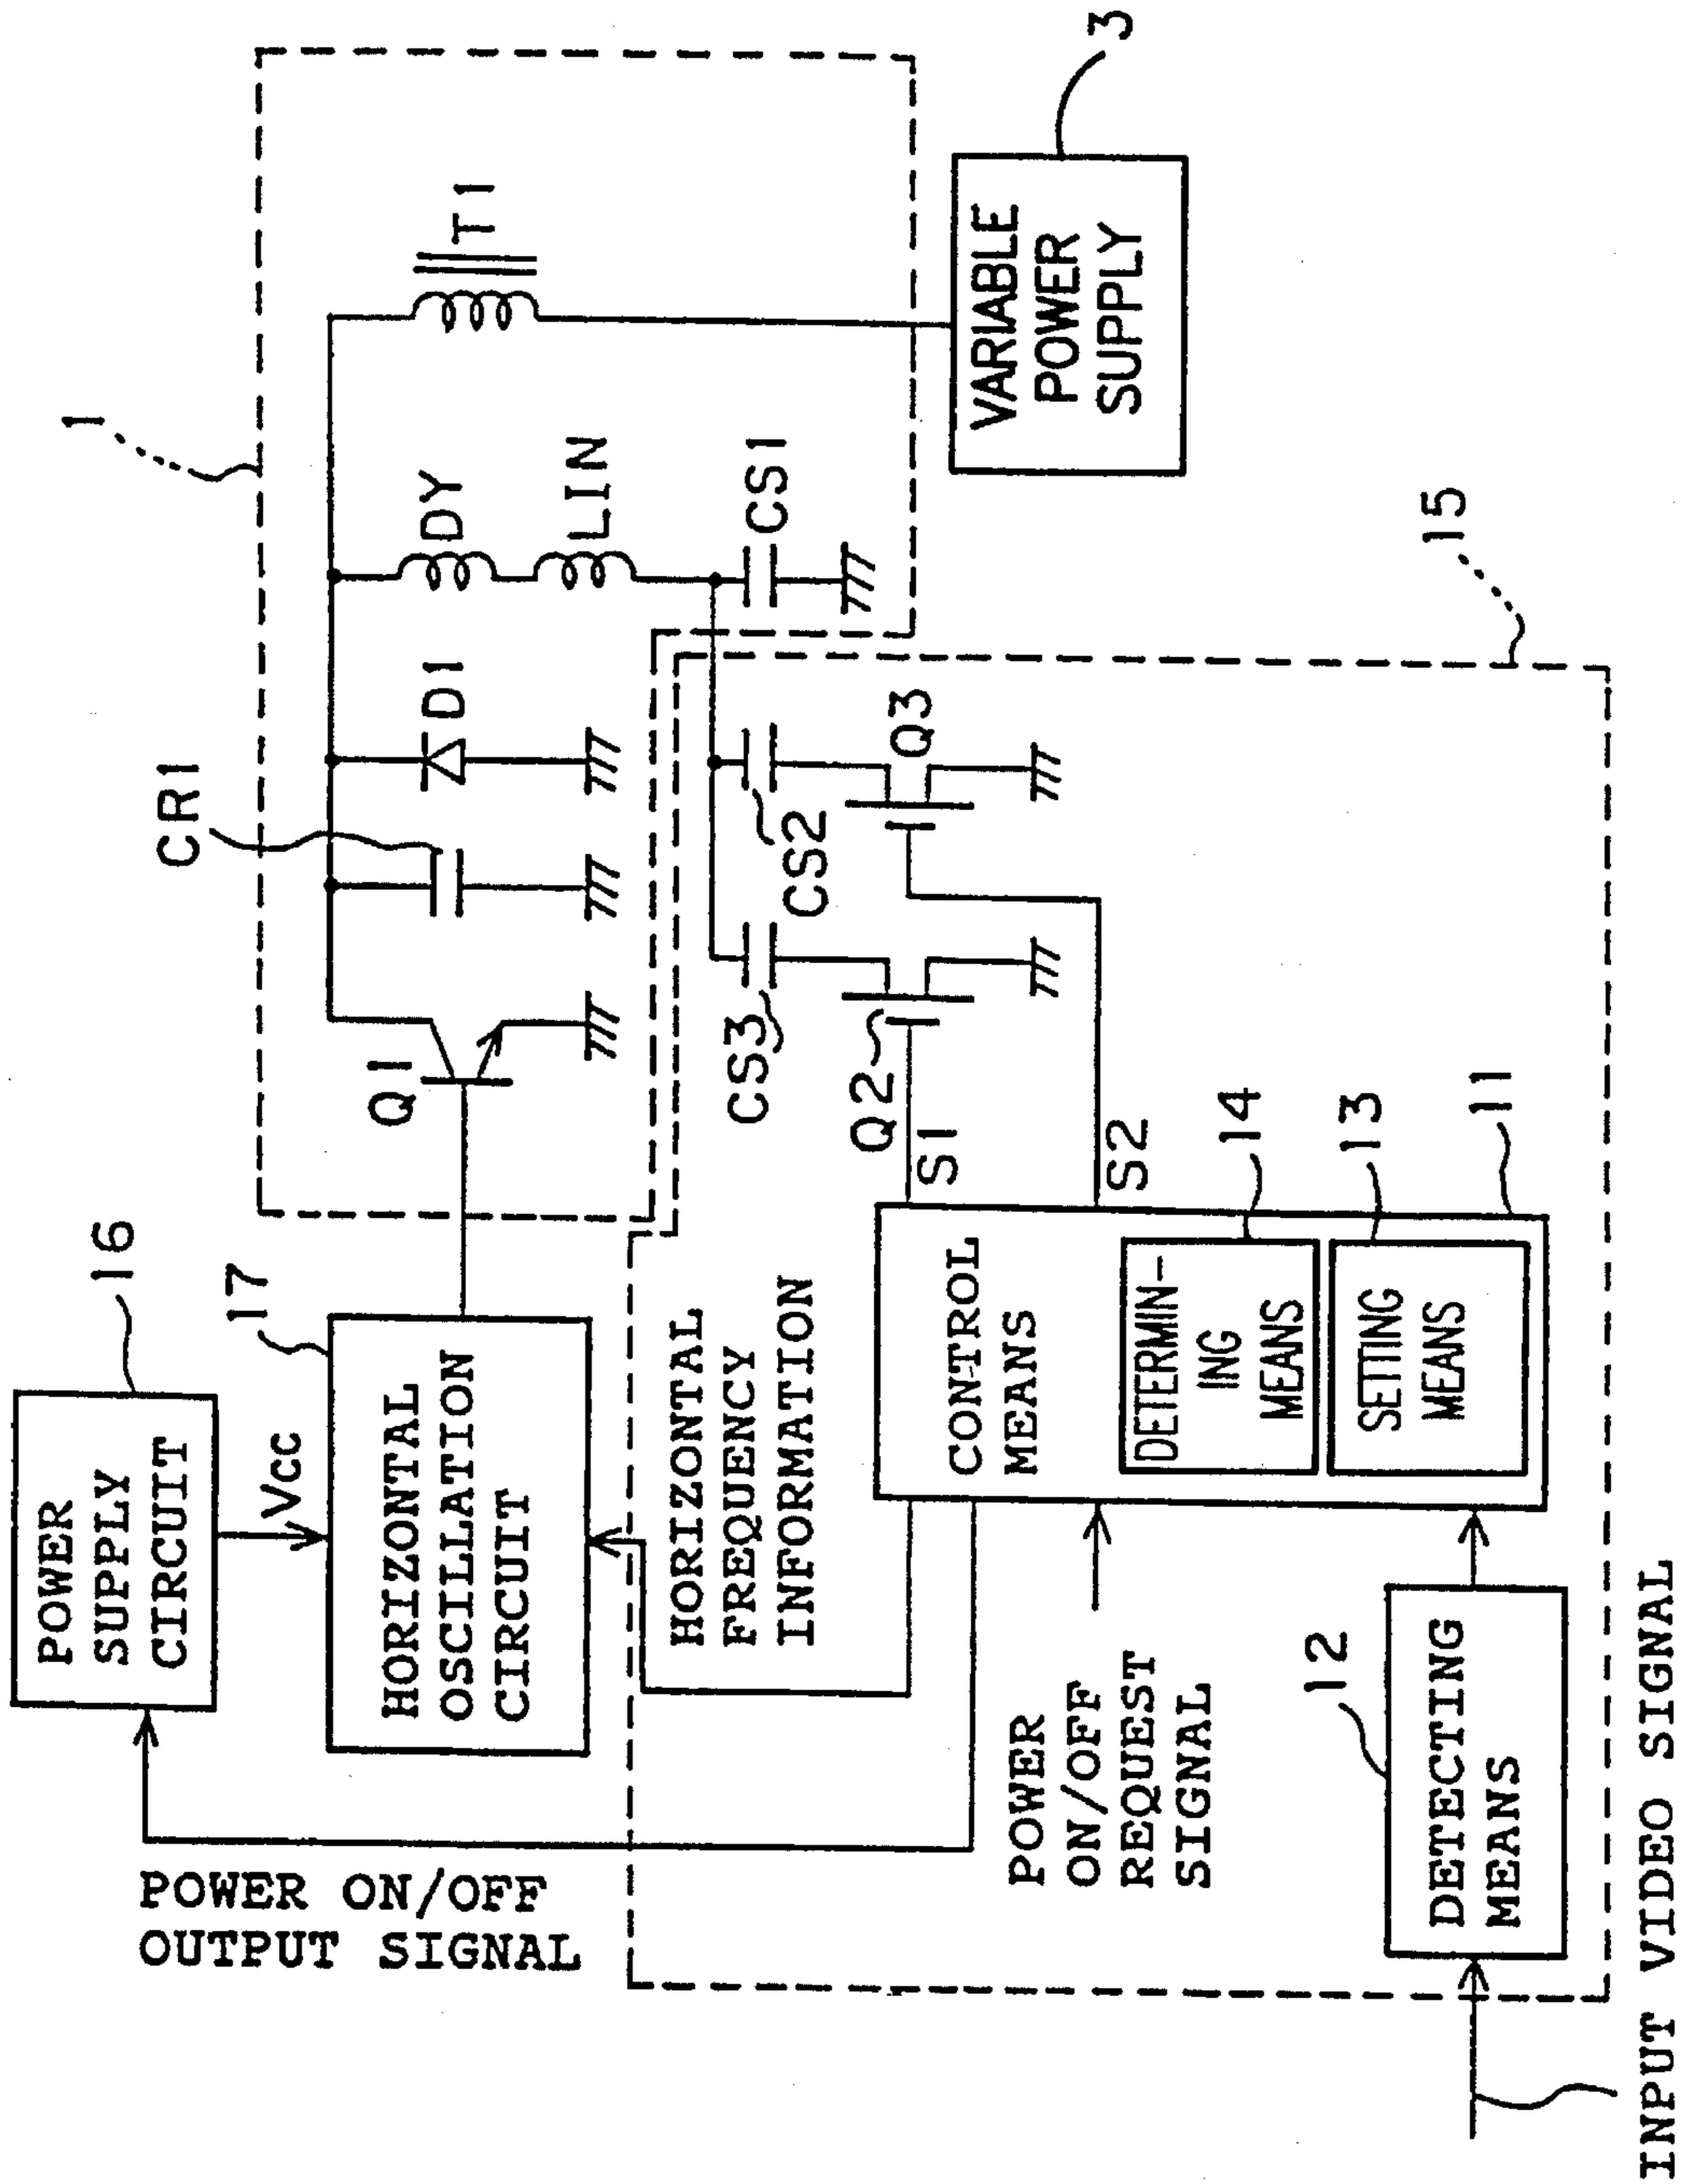 POWER
SUPPLY
CIRCUIT
16
VCC
17
HORIZONTAL
OSCILLATION
CIRCUIT
POWER ON/OFF
OUTPUT SIGNAL
1
CR1
Q1
D1
DY
LIN
CS1
T1
3
VARIABLE
POWER
SUPPLY
HORIZONTAL
FREQUENCY
INFORMATION
CS3
CS2
Q2
Q3
S1
S2
15
CONTROL
MEANS
14
DETERMIN-
ING
MEANS
13
SETTING
MEANS
11
POWER
ON/OFF
REQUEST
SIGNAL
12
DETECTING
MEANS
INPUT VIDEO SIGNAL